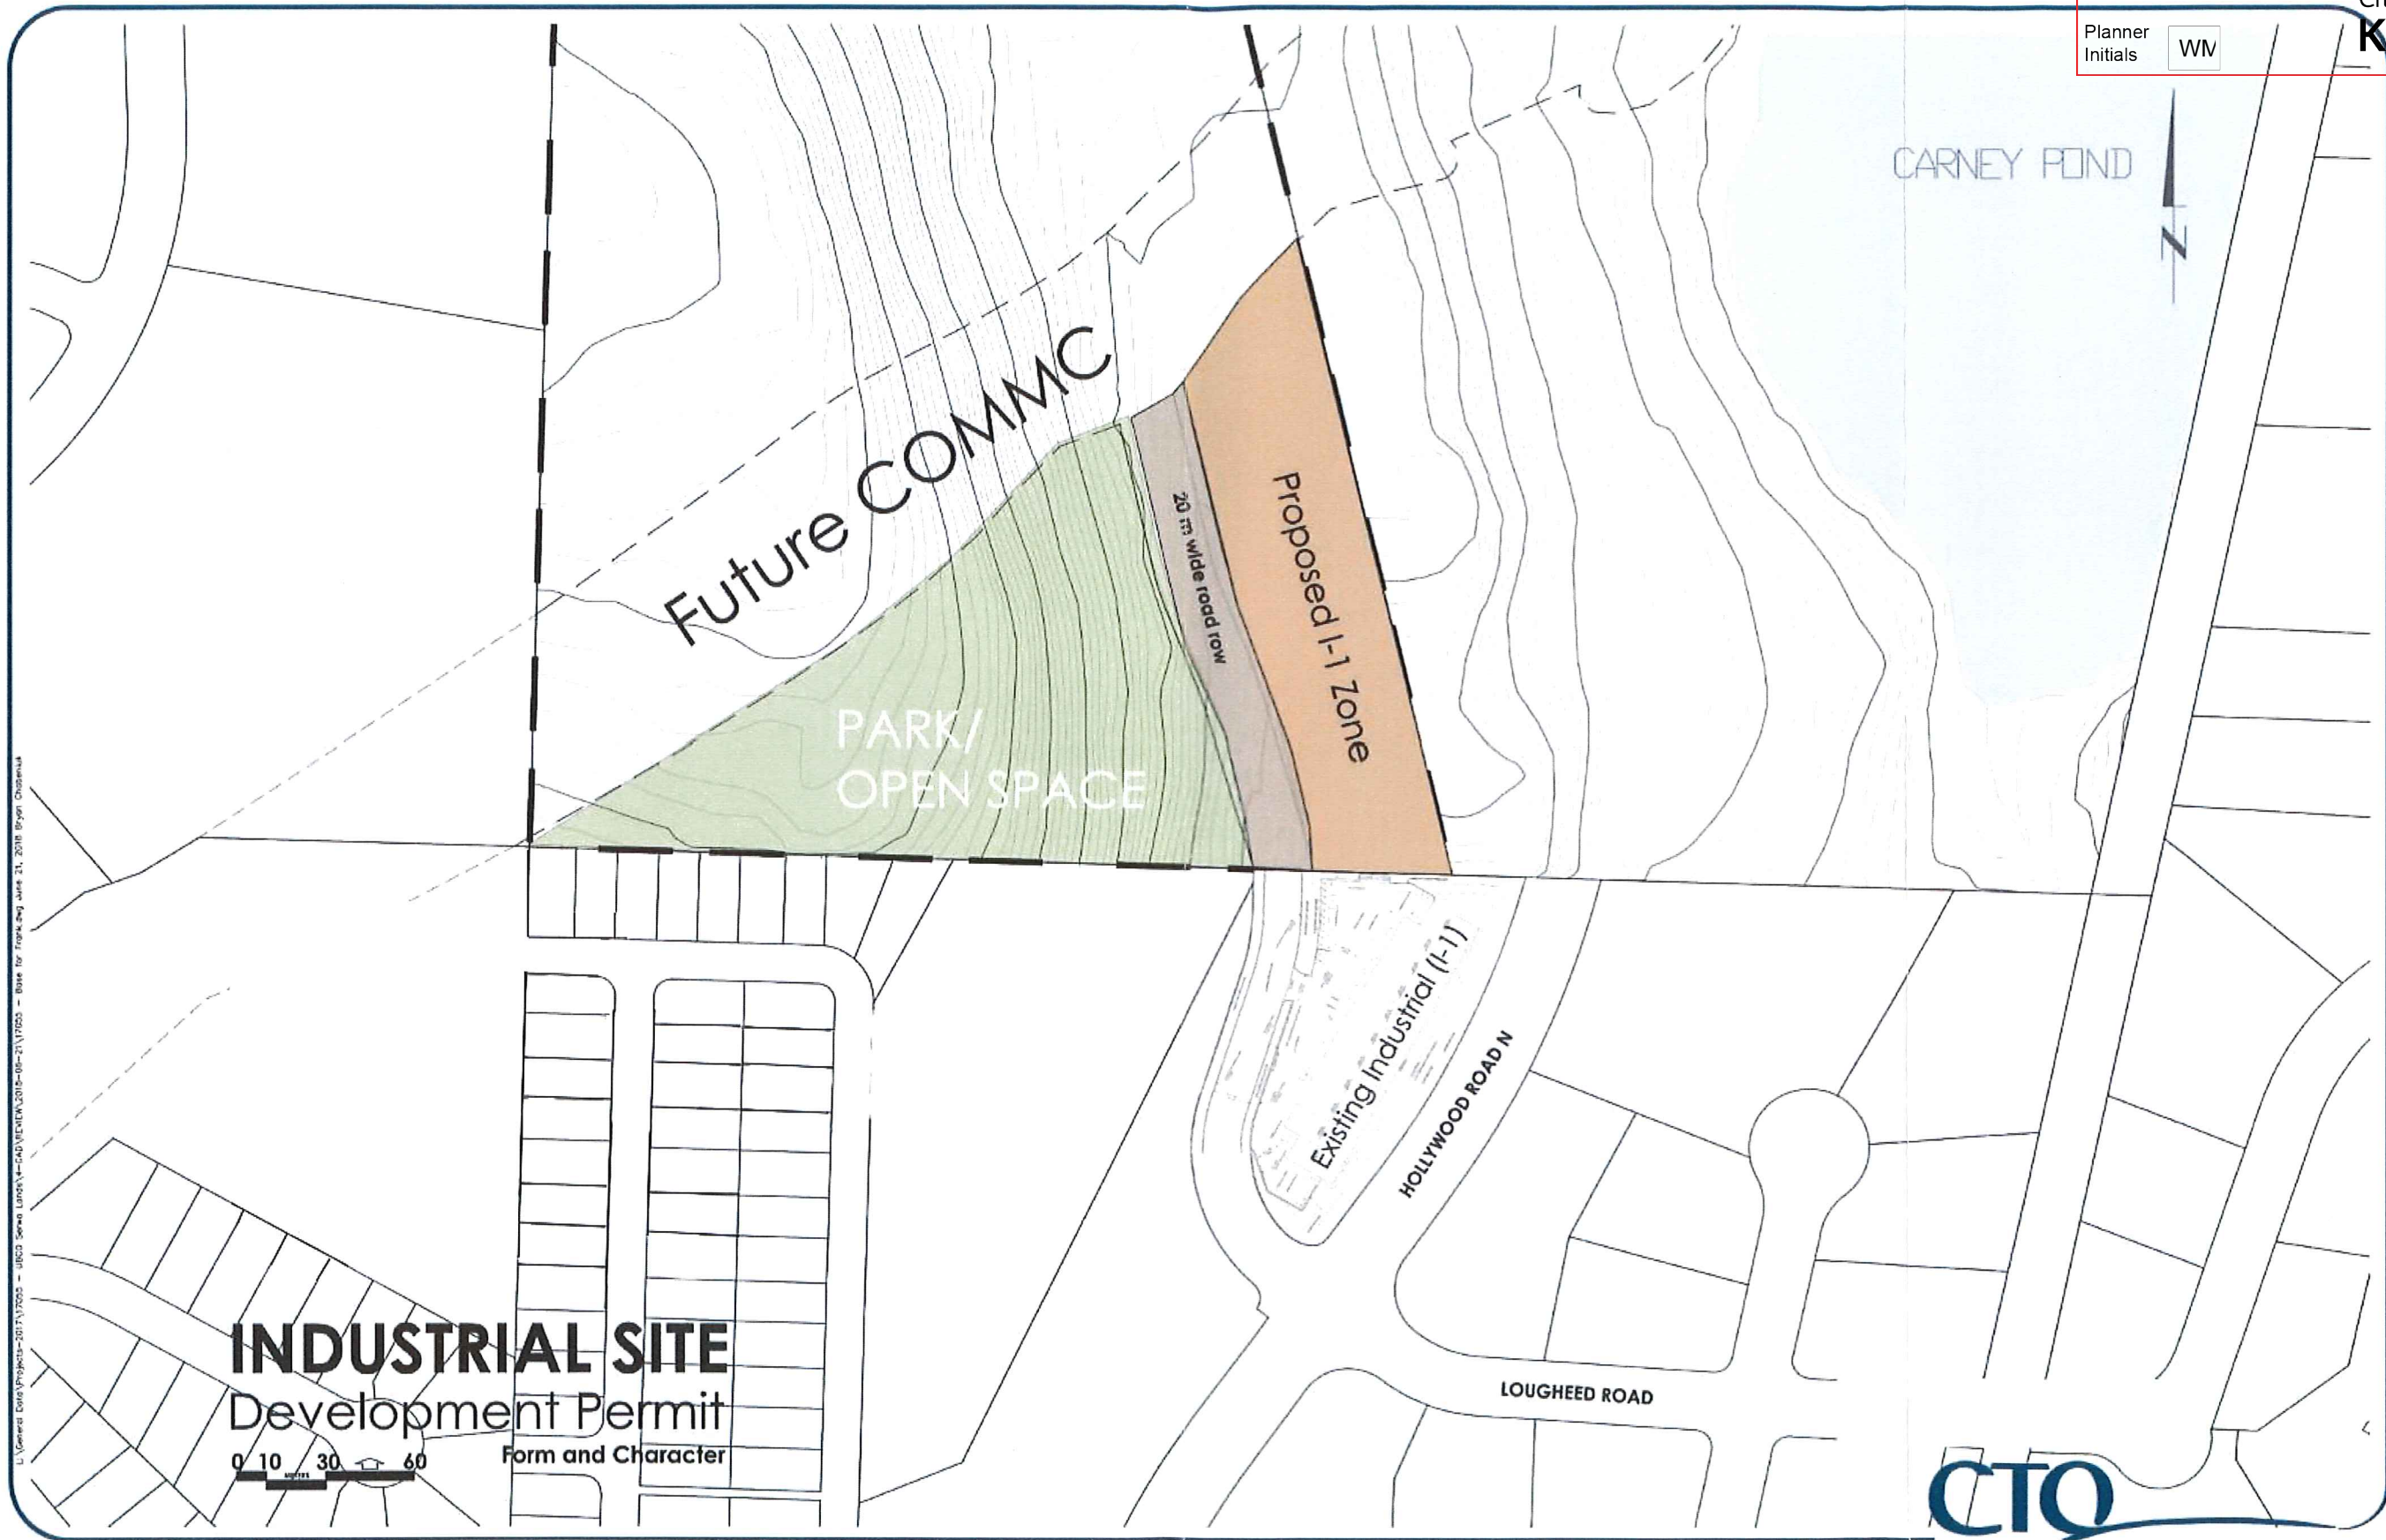 Planner
Initials
WM
K
CARNEY POND
N
Future COMMC
20 m wide road row
Proposed I-1 Zone
PARK/
OPEN SPACE
Existing Industrial (I-1)
HOLLYWOOD ROAD N
LOUGHEED ROAD
INDUSTRIAL SITE
Development Permit
Form and Character
0 10 30 60
CTQ